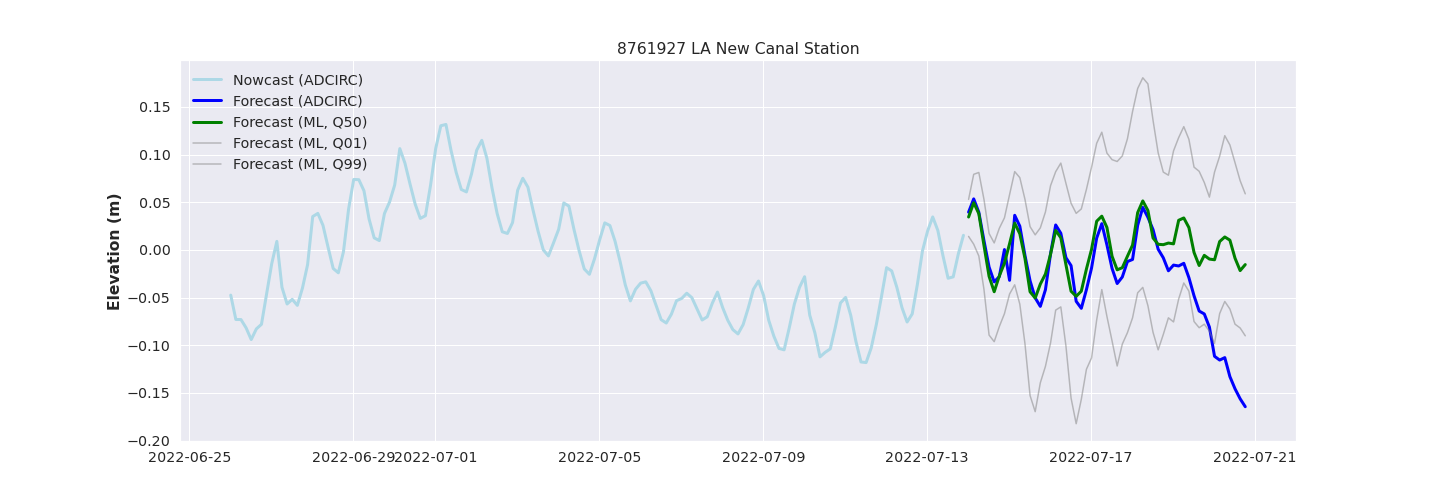 8761927 LA New Canal Station
Nowcast (ADCIRC)
Forecast (ADCIRC)
Forecast (ML, Q50)
Forecast (ML, Q01)
Forecast (ML, Q99)
Elevation (m)
0.15
0.10
0.05
0.00
−0.05
−0.10
−0.15
−0.20
2022-06-25 2022-06-29 2022-07-01 2022-07-05 2022-07-09 2022-07-13 2022-07-17 2022-07-21